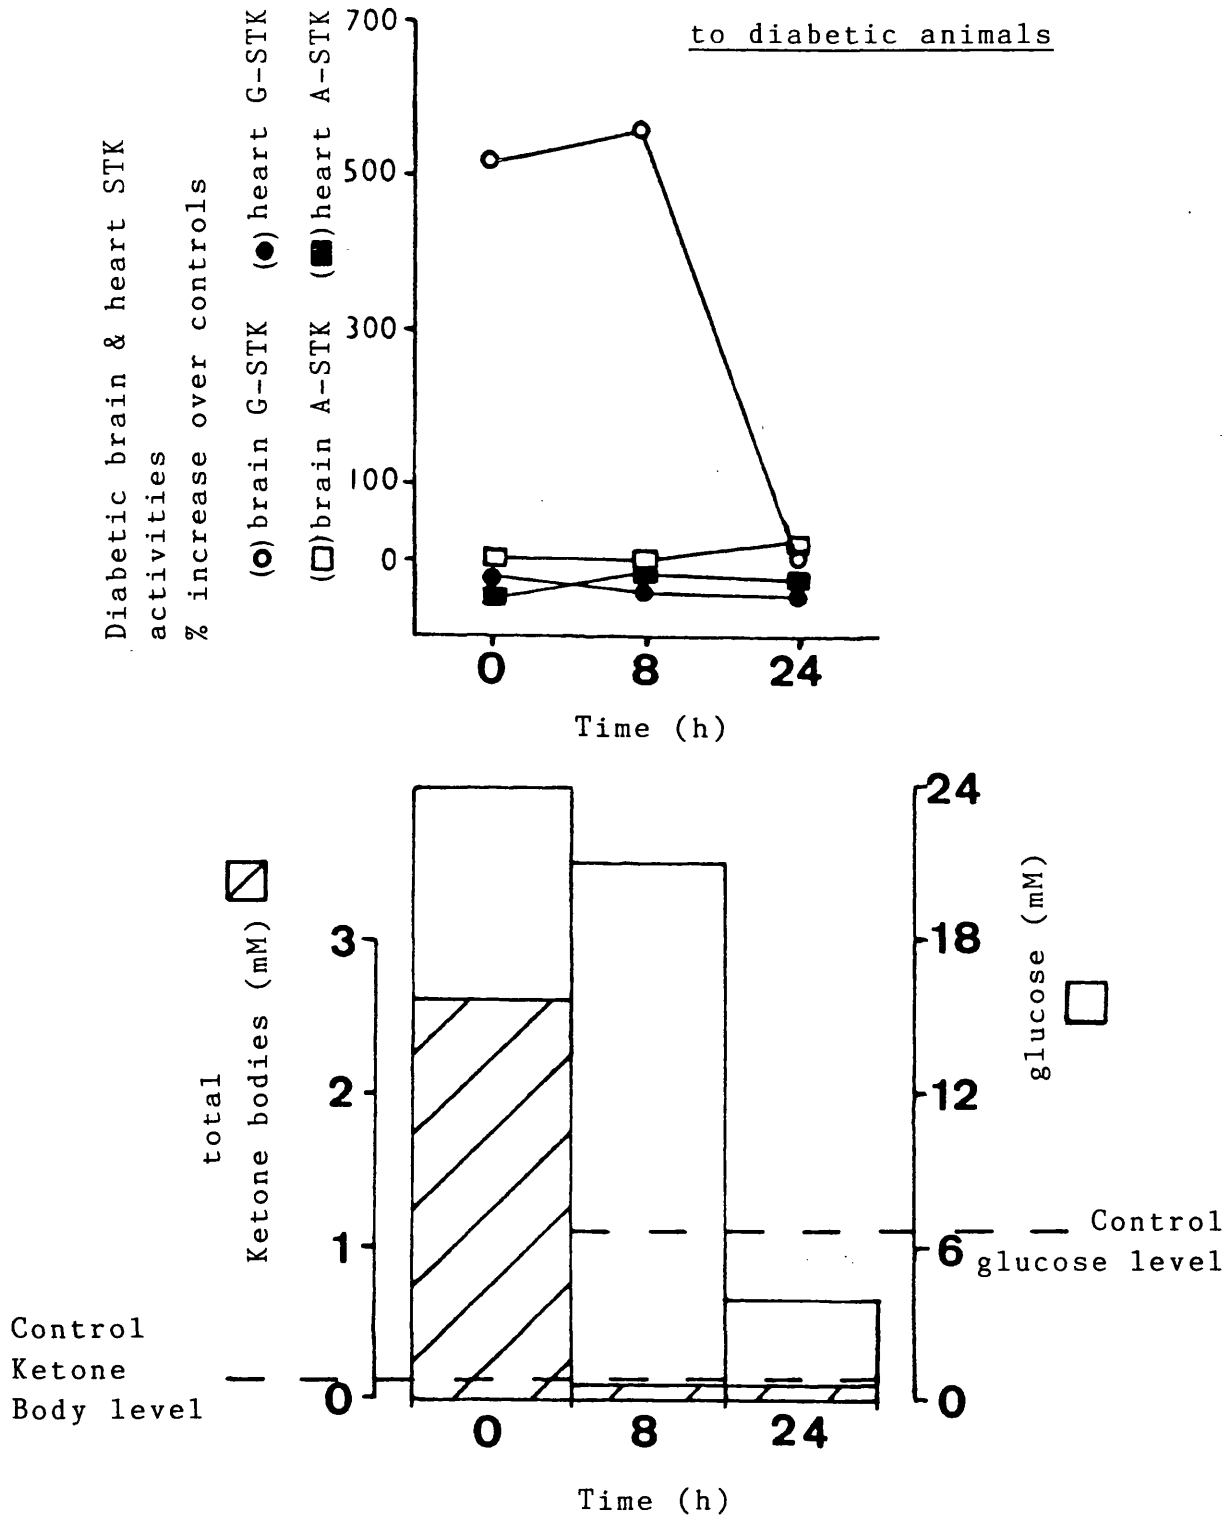 to diabetic animals
Diabetic brain & heart STK
activities
% increase over controls
(○) brain G-STK (●) heart G-STK
(□) brain A-STK (■) heart A-STK
700
500
300
100
0
0 8 24
Time (h)
total
Ketone bodies (mM)
3
2
1
0
24
18
12
6
0
glucose (mM)
Control
glucose level
Control
Ketone
Body level
0 8 24
Time (h)